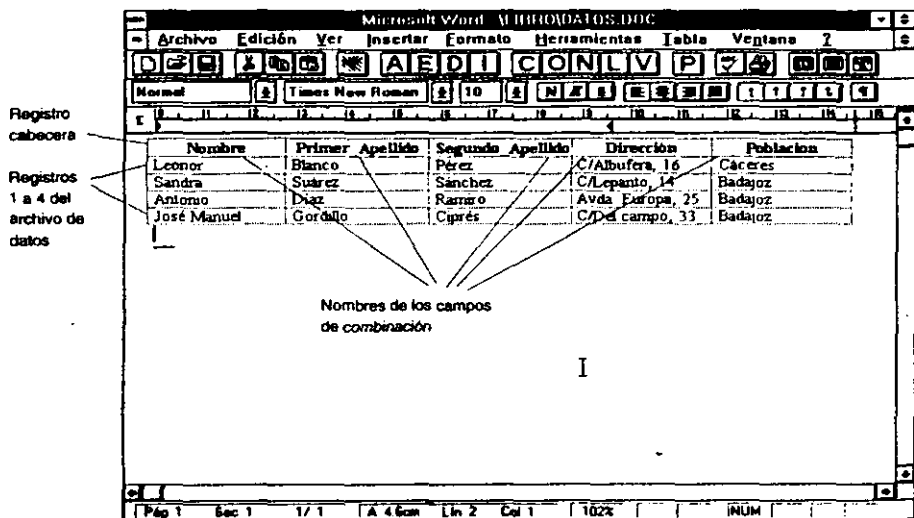 Microsoft Word - \LIBRO\DATOS.DOC
Archivo Edición Ver Insertar Formato Herramientas Tabla Ventana ?
A E D I C O N L V P
Normal Times New Roman 10 N K S
Registro
cabecera
Nombre Primer Apellido Segundo Apellido Dirección Poblacion
Leonor Blanco Pérez C/Albufera, 16 Cáceres
Sandra Suárez Sánchez C/Lepanto, 14 Badajoz
Antonio Díaz Ramiro Avda. Europa, 25 Badajoz
José Manuel Gordillo Ciprés C/Del campo, 33 Badajoz
Registros
1 a 4 del
archivo de
datos
Nombres de los campos
de combinación
Pág 1 Sec 1 1/ 1 A 4.6cm Lín 2 Col 1 102% NUM